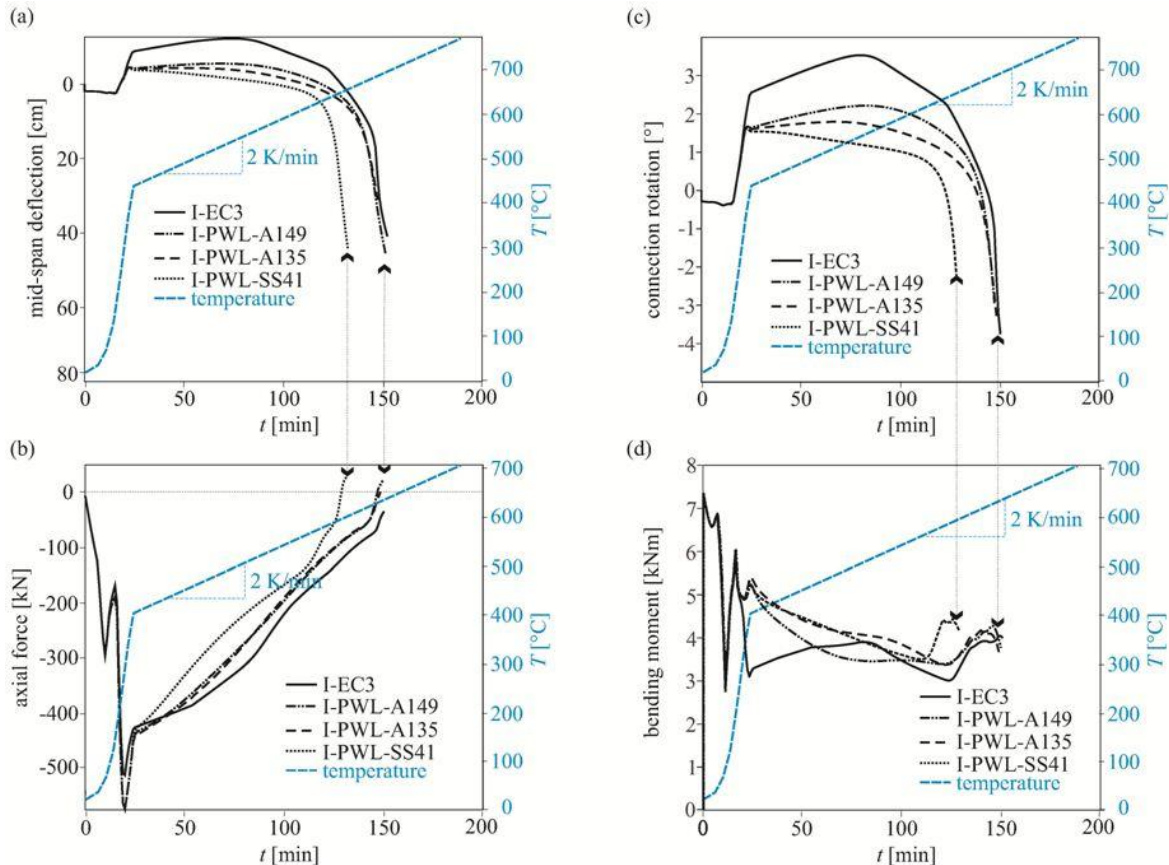 (a)
mid-span deflection [cm]
0
20
40
60
80
700
600
500
400
300
200
100
0
T [°C]
2 K/min
I-EC3
I-PWL-A149
I-PWL-A135
I-PWL-SS41
temperature
0 50 100 150 200
t [min]
(c)
connection rotation [°]
3
2
1
0
-1
-2
-3
-4
700
600
500
400
300
200
100
0
T [°C]
2 K/min
I-EC3
I-PWL-A149
I-PWL-A135
I-PWL-SS41
temperature
0 50 100 150 200
t [min]
(b)
axial force [kN]
0
-100
-200
-300
-400
-500
700
600
500
400
300
200
100
0
T [°C]
2 K/min
I-EC3
I-PWL-A149
I-PWL-A135
I-PWL-SS41
temperature
0 50 100 150 200
t [min]
(d)
bending moment [kNm]
8
7
6
5
4
3
2
1
0
700
600
500
400
300
200
100
0
T [°C]
2 K/min
I-EC3
I-PWL-A149
I-PWL-A135
I-PWL-SS41
temperature
0 50 100 150 200
t [min]